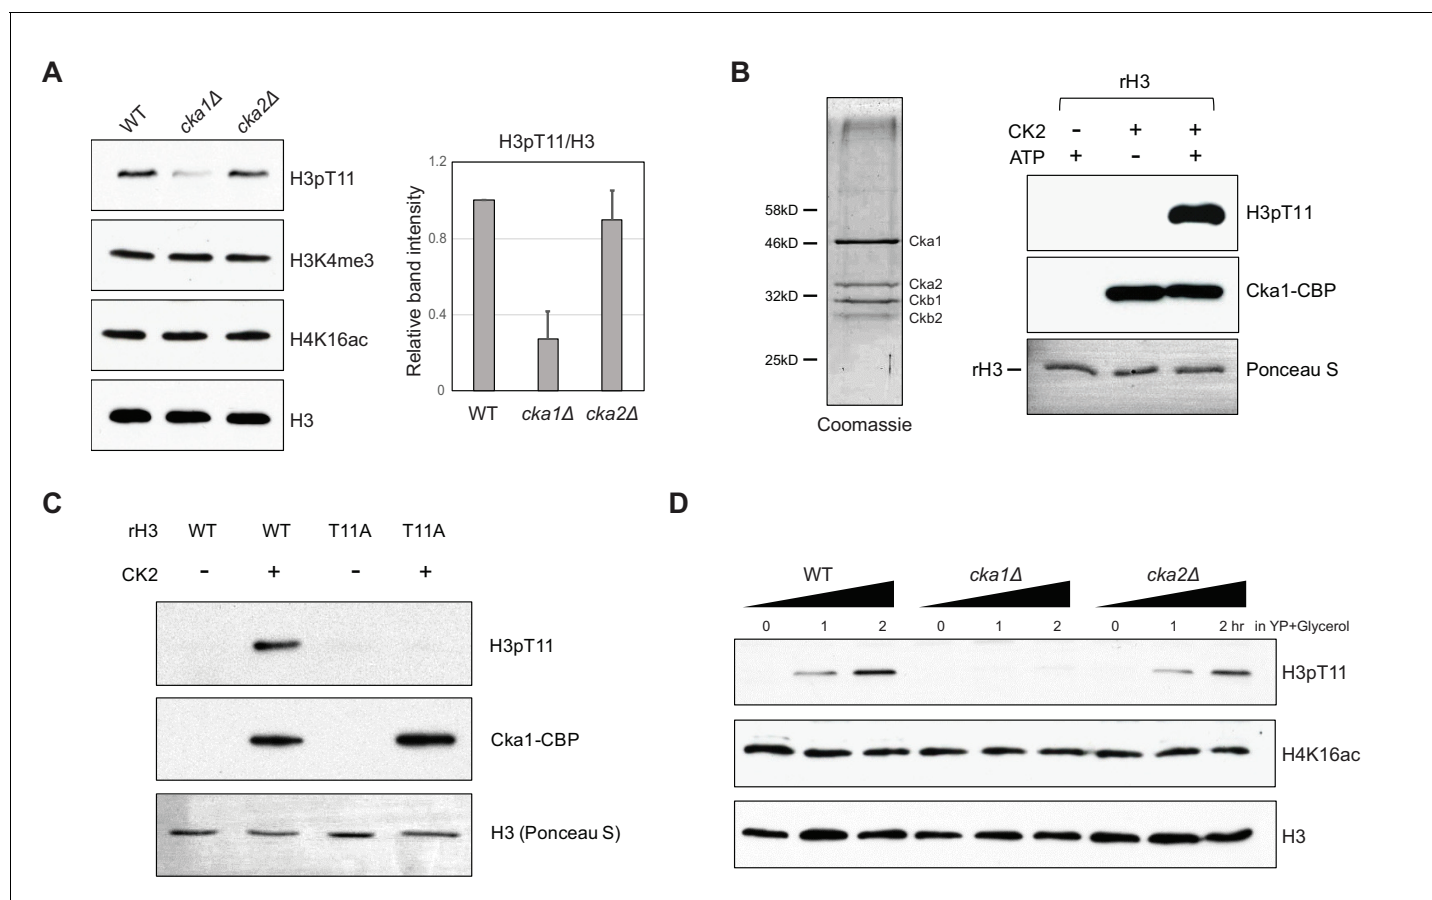 A
WT cka1Δ cka2Δ
H3pT11
H3K4me3
H4K16ac
H3
H3pT11/H3
Relative band intensity
1.2
0.8
0.4
0
WT cka1Δ cka2Δ
B
58kD
46kD
32kD
25kD
Cka1
Cka2
Ckb1
Ckb2
Coomassie
rH3
CK2 - + +
ATP + - +
H3pT11
Cka1-CBP
rH3
Ponceau S
C
rH3 WT WT T11A T11A
CK2 - + - +
H3pT11
Cka1-CBP
H3 (Ponceau S)
D
WT cka1Δ cka2Δ
0 1 2 0 1 2 0 1 2 hr in YP+Glycerol
H3pT11
H4K16ac
H3